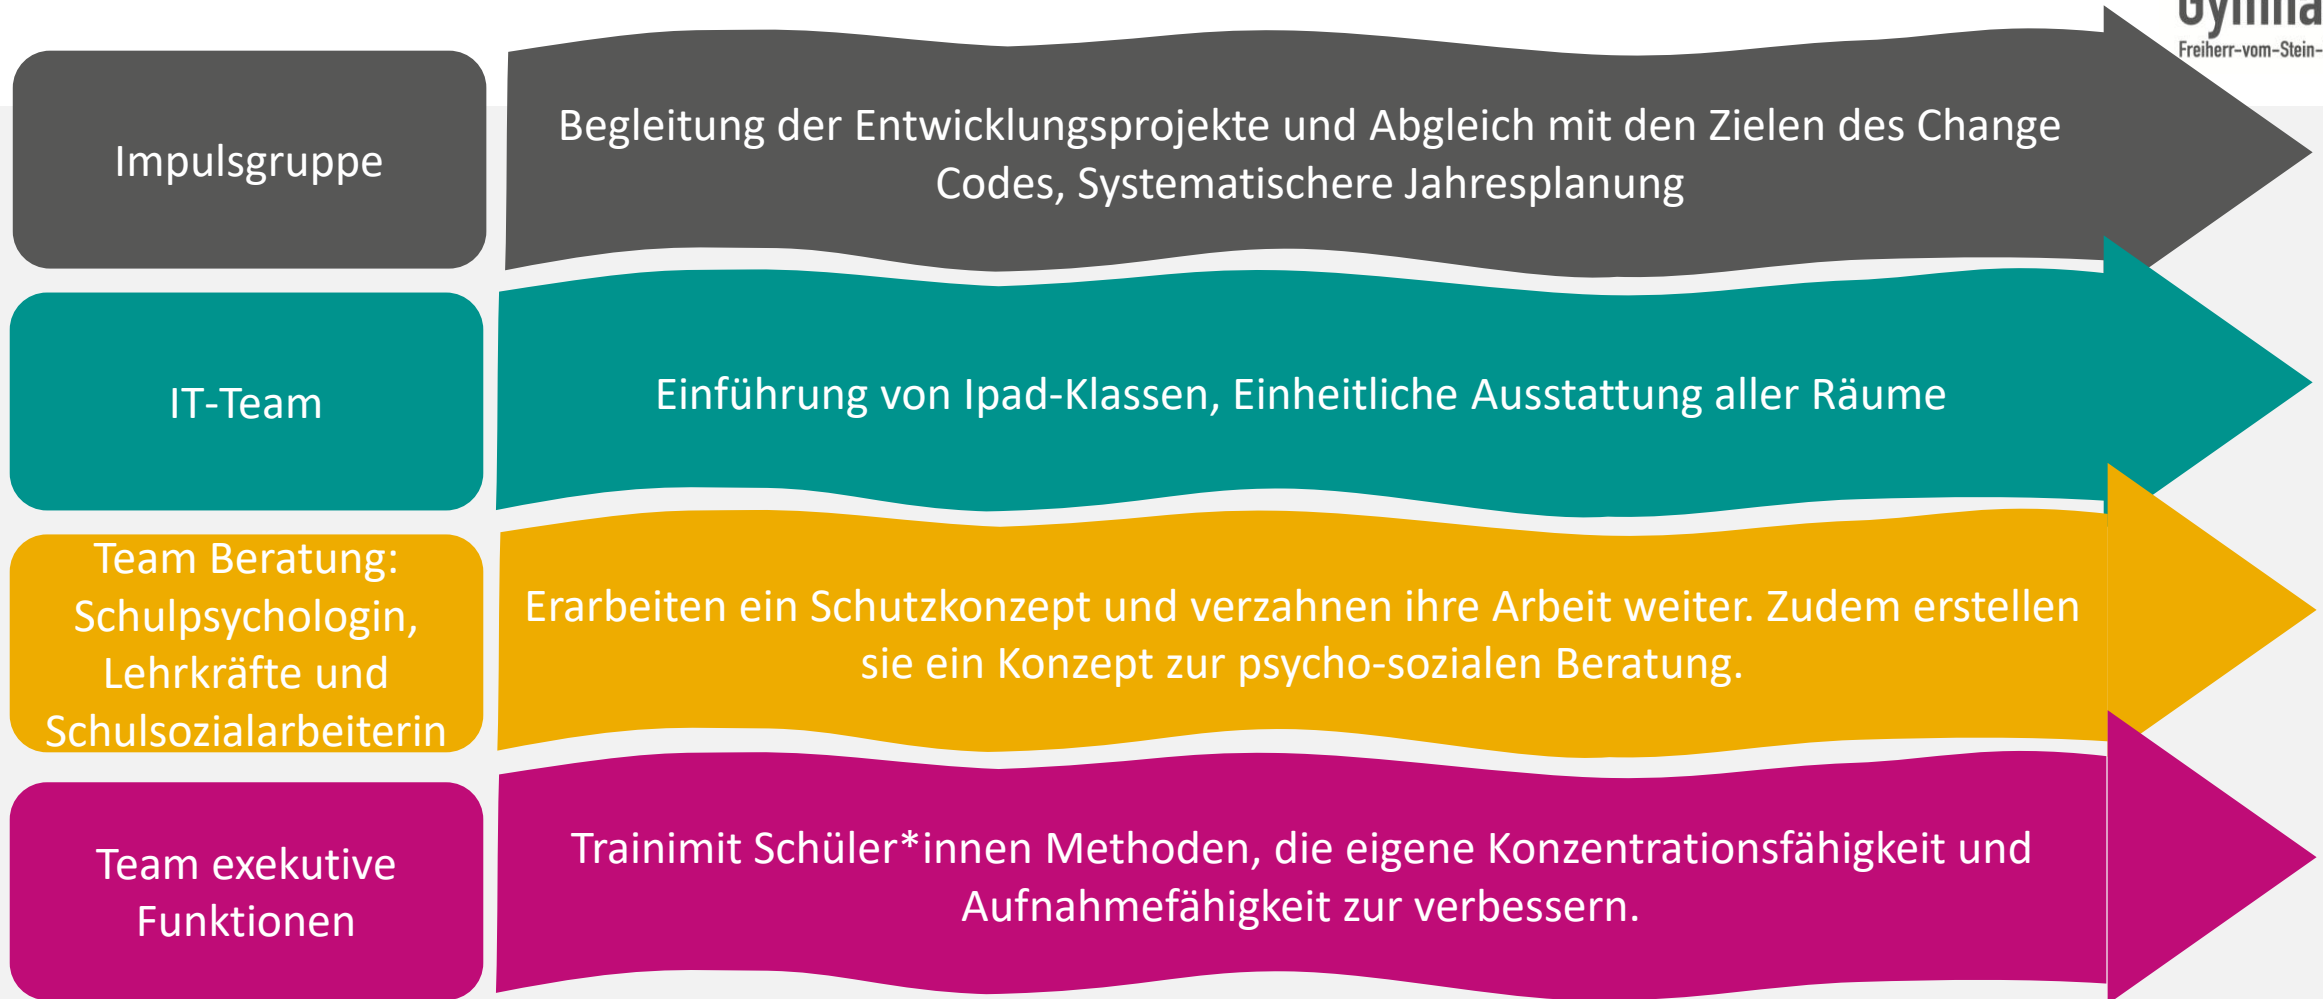 Freiherr-vom-Stein-
Impulsgruppe
Begleitung der Entwicklungsprojekte und Abgleich mit den Zielen des Change
Codes, Systematischere Jahresplanung
IT-Team
Einführung von Ipad-Klassen, Einheitliche Ausstattung aller Räume
Team Beratung:
Schulpsychologin,
Lehrkräfte und
Schulsozialarbeiterin
Erarbeiten ein Schutzkonzept und verzahnen ihre Arbeit weiter. Zudem erstellen
sie ein Konzept zur psycho-sozialen Beratung.
Team exekutive
Funktionen
Trainimit Schüler*innen Methoden, die eigene Konzentrationsfähigkeit und
Aufnahmefähigkeit zur verbessern.